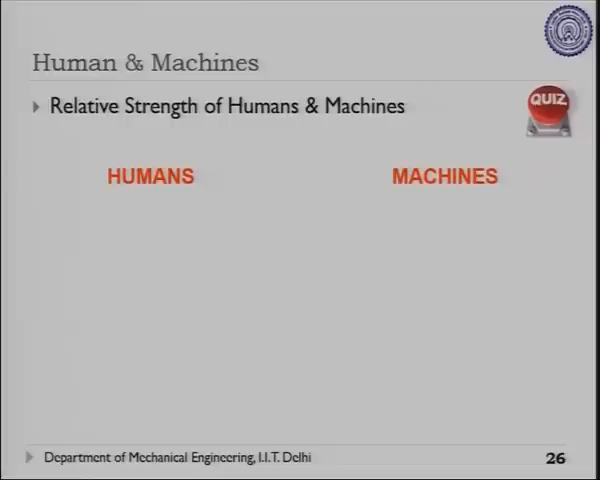 Human & Machines
Relative Strength of Humans & Machines
QUIZ
HUMANS MACHINES
Department of Mechanical Engineering, I.I.T. Delhi 26